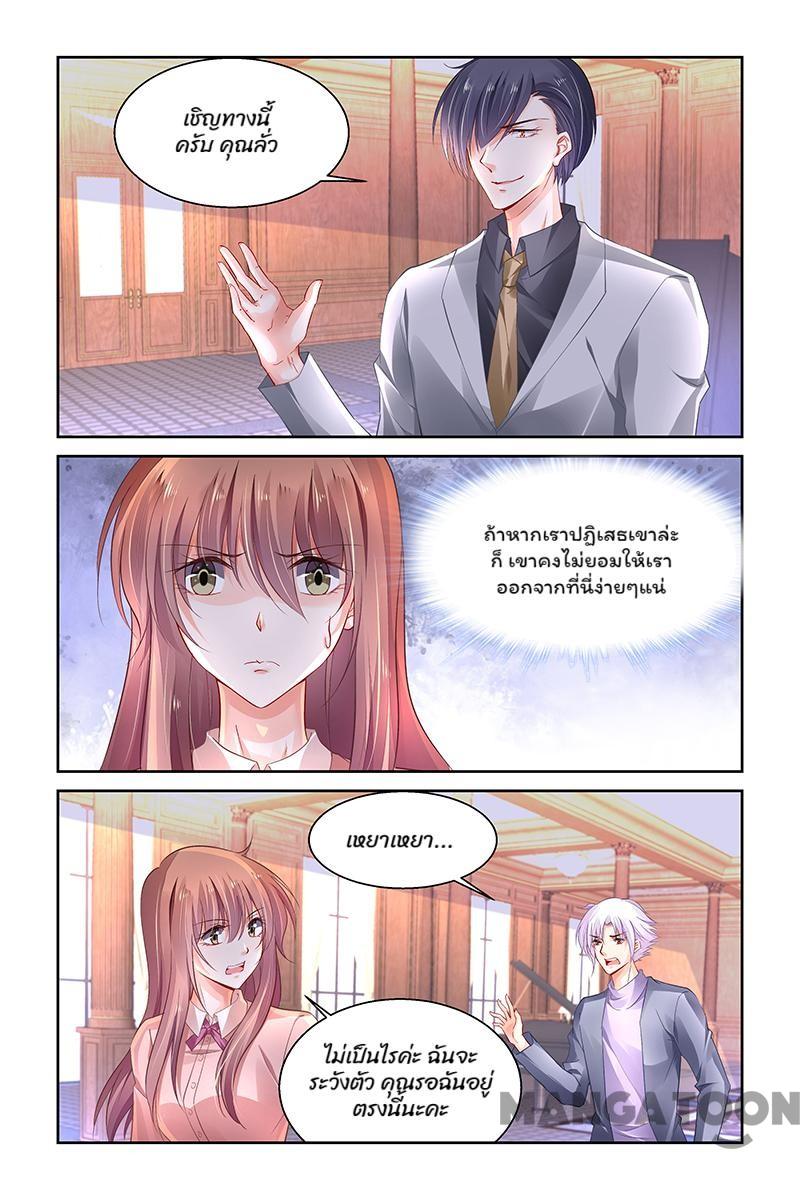 เชิญทางนี้
ครับ คุณลั่ว
ถ้าหากเราปฏิเสธเขาล่ะ
ก็ เขาคงไม่ยอมให้เรา
ออกจากที่นี่ง่ายๆแน่
เหยาเหยา...
ไม่เป็นไรค่ะ ฉันจะ
ระวังตัว คุณรอฉันอยู่
ตรงนี้นะคะ
MANGATOON